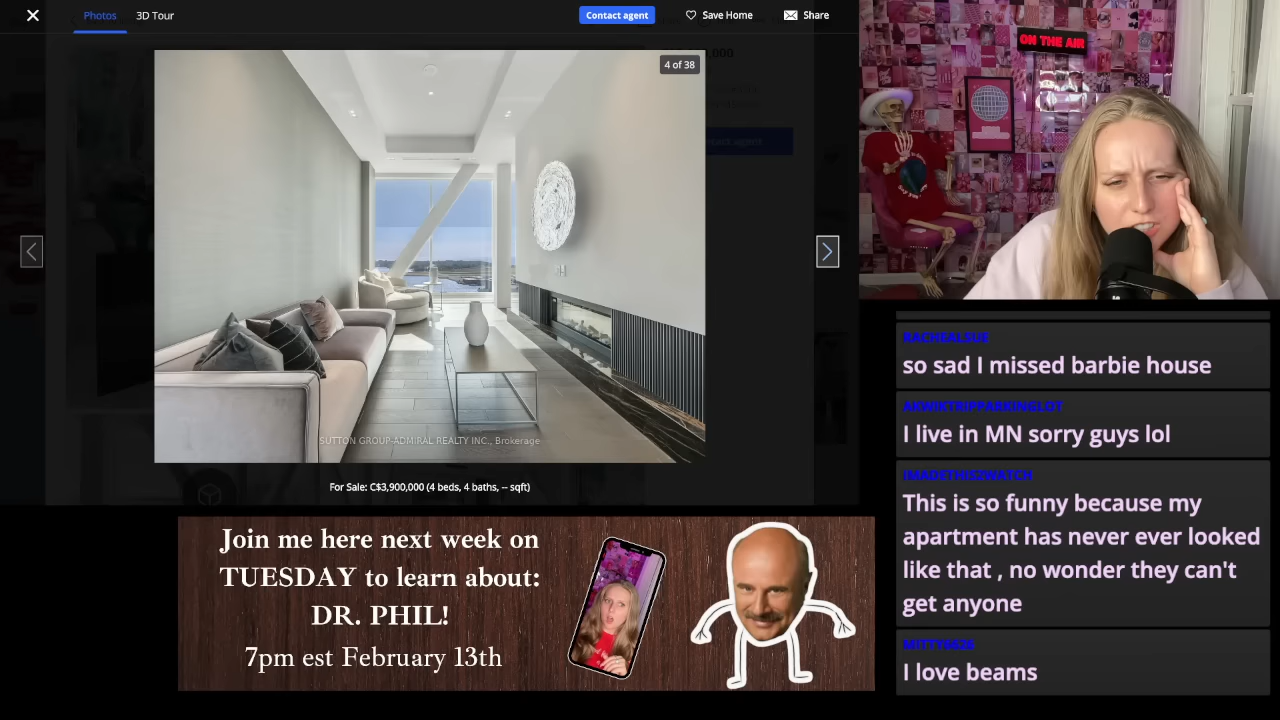 Photos
3D Tour
Contact agent
Save Home
Share
4 of 38
ON THE AIR
SUTTON GROUP-ADMIRAL REALTY INC., Brokerage
For Sale: C$3,900,000 (4 beds, 4 baths, -- sqft)
Join me here next week on
TUESDAY to learn about:
DR. PHIL!
7pm est February 13th
RACHEALSUE
so sad I missed barbie house
AKWIKTRIPPARKINGLOT
I live in MN sorry guys lol
IMADETHIS2WATCH
This is so funny because my
apartment has never ever looked
like that , no wonder they can't
get anyone
I love beams